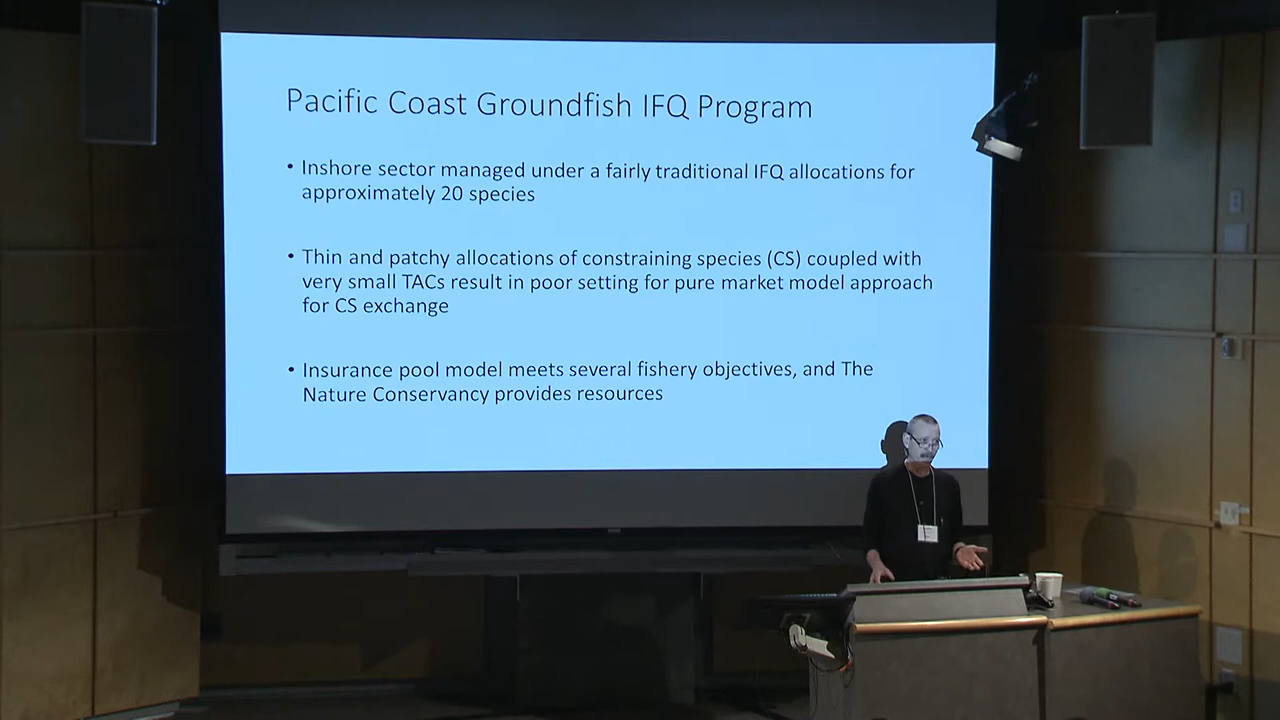 Pacific Coast Groundfish IFQ Program
• Inshore sector managed under a fairly traditional IFQ allocations for
approximately 20 species
• Thin and patchy allocations of constraining species (CS) coupled with
very small TACs result in poor setting for pure market model approach
for CS exchange
• Insurance pool model meets several fishery objectives, and The
Nature Conservancy provides resources